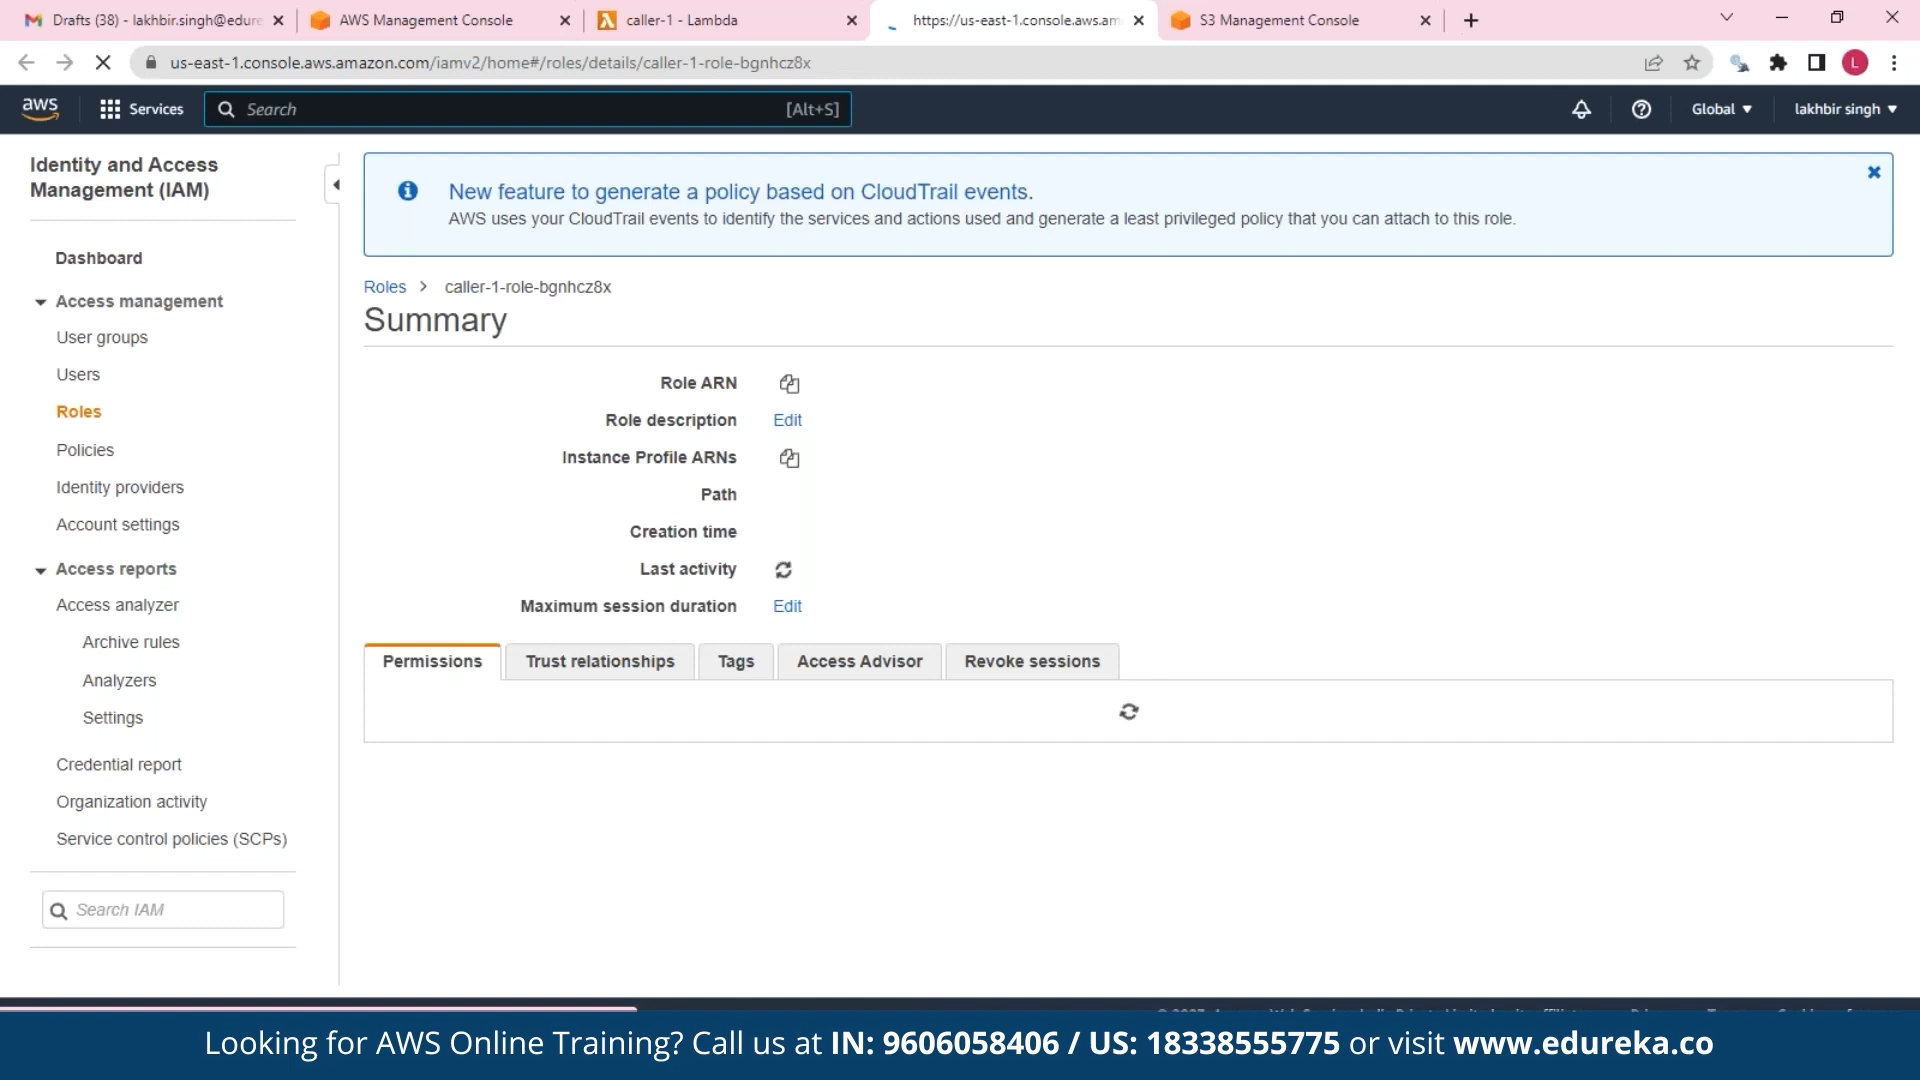 Drafts (38) - lakhbir.singh@edure
AWS Management Console
caller-1 - Lambda
https://us-east-1.console.aws.am
S3 Management Console
us-east-1.console.aws.amazon.com/iamv2/home#/roles/details/caller-1-role-bgnhcz8x
L
aws
Services
Search
[Alt+S]
Global
lakhbir singh
Identity and Access
Management (IAM)
Dashboard
Access management
User groups
Users
Roles
Policies
Identity providers
Account settings
Access reports
Access analyzer
Archive rules
Analyzers
Settings
Credential report
Organization activity
Service control policies (SCPs)
Search IAM
New feature to generate a policy based on CloudTrail events.
AWS uses your CloudTrail events to identify the services and actions used and generate a least privileged policy that you can attach to this role.
Roles > caller-1-role-bgnhcz8x
Summary
Role ARN
Role description Edit
Instance Profile ARNs
Path
Creation time
Last activity
Maximum session duration Edit
Permissions
Trust relationships
Tags
Access Advisor
Revoke sessions
Looking for AWS Online Training? Call us at IN: 9606058406 / US: 18338555775 or visit www.edureka.co